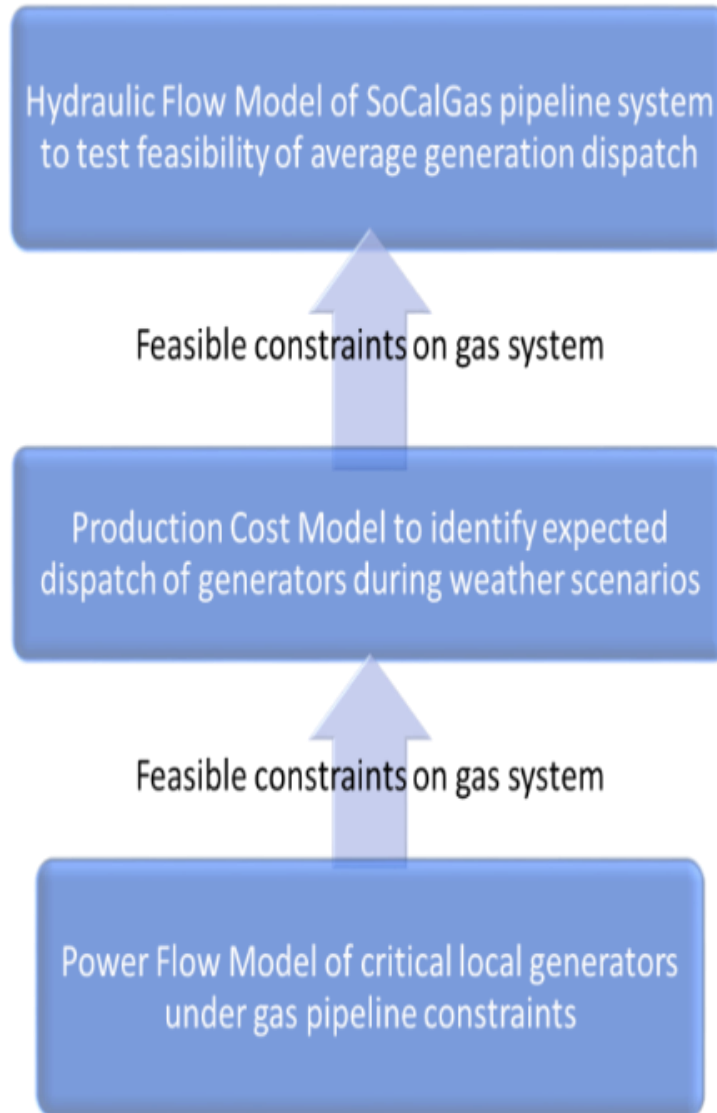 Hydraulic Flow Model of SoCalGas pipeline system
to test feasibility of average generation dispatch
Feasible constraints on gas system
Production Cost Model to identify expected
dispatch of generators during weather scenarios
Feasible constraints on gas system
Power Flow Model of critical local generators
under gas pipeline constraints